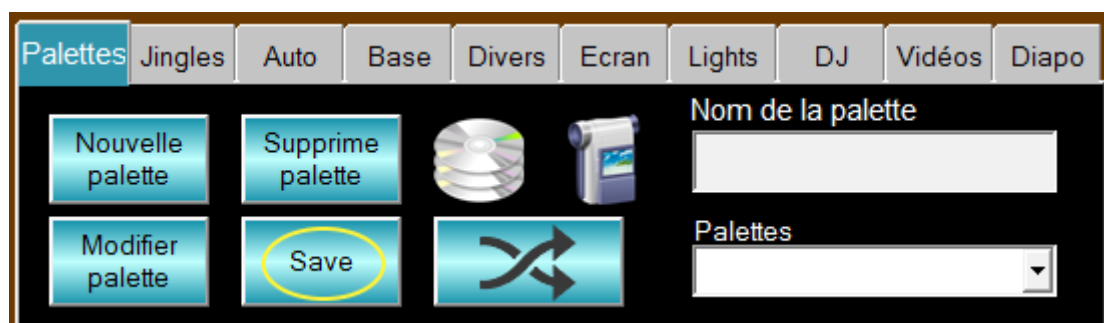 Palettes Jingles Auto Base Divers Ecran Lights DJ Vidéos Diapo
Nom de la palette
Nouvelle
palette
Supprime
palette
Palettes
Modifier
palette
Save